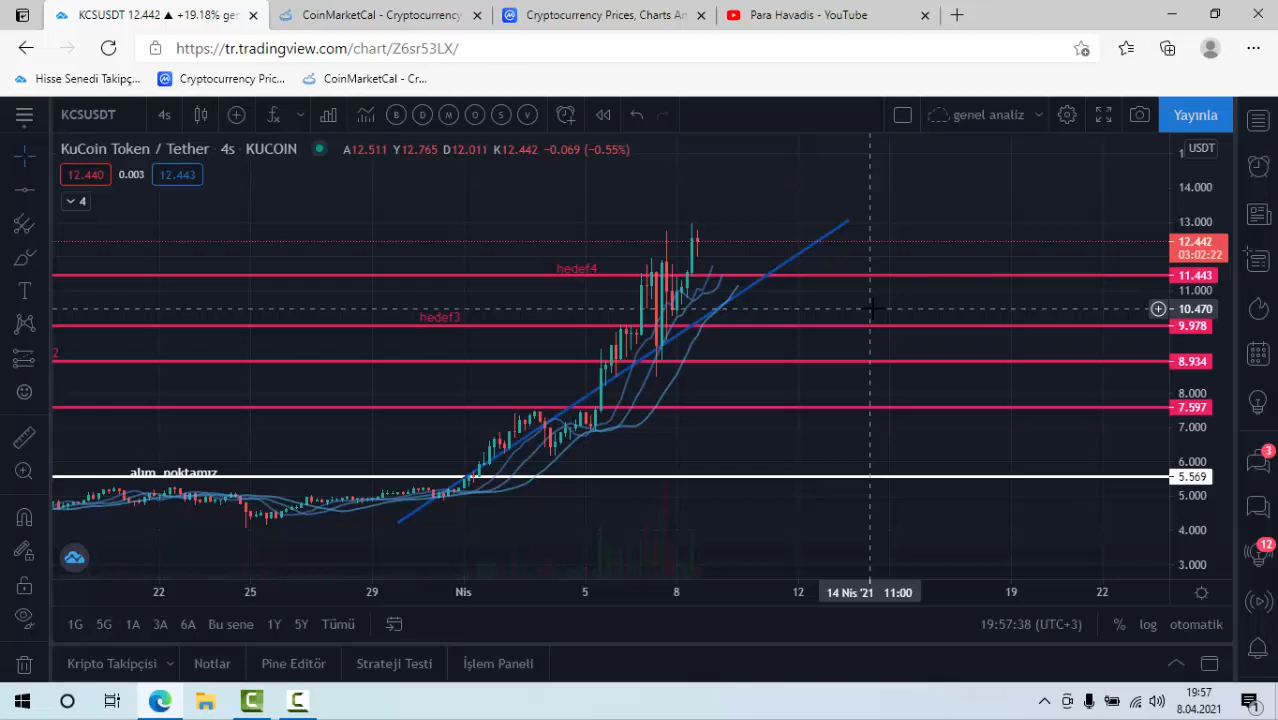 KCSUSDT 12.442 ▲ +19.18% ger
CoinMarketCal - Cryptocurrency
Cryptocurrency Prices, Charts An
Para Havadis - YouTube
https://tr.tradingview.com/chart/Z6sr53LX/
Hisse Senedi Takipç...
Cryptocurrency Pric...
CoinMarketCal - Cr...
KCSUSDT
4s
B
D
M
O
S
V
genel analiz
Yayınla
KuCoin Token / Tether 4s KUCOIN
A12.511 Y12.765 D12.011 K12.442 −0.069 (−0.55%)
USDT
12.440
0.003
12.443
4
14.000
13.000
12.442
03:02:22
hedef4
11.443
11.000
10.470
hedef3
9.978
2
8.934
8.000
7.597
7.000
6.000
alım noktamız
5.569
5.000
4.000
3.000
22
25
29
Nis
5
8
12
14 Nis '21 11:00
19
22
1G 5G 1A 3A 6A Bu sene 1Y 5Y Tümü
19:57:38 (UTC+3)
% log otomatik
Kripto Takipçisi
Notlar
Pine Editör
Strateji Testi
İşlem Paneli
3
12
19:57
8.04.2021
1